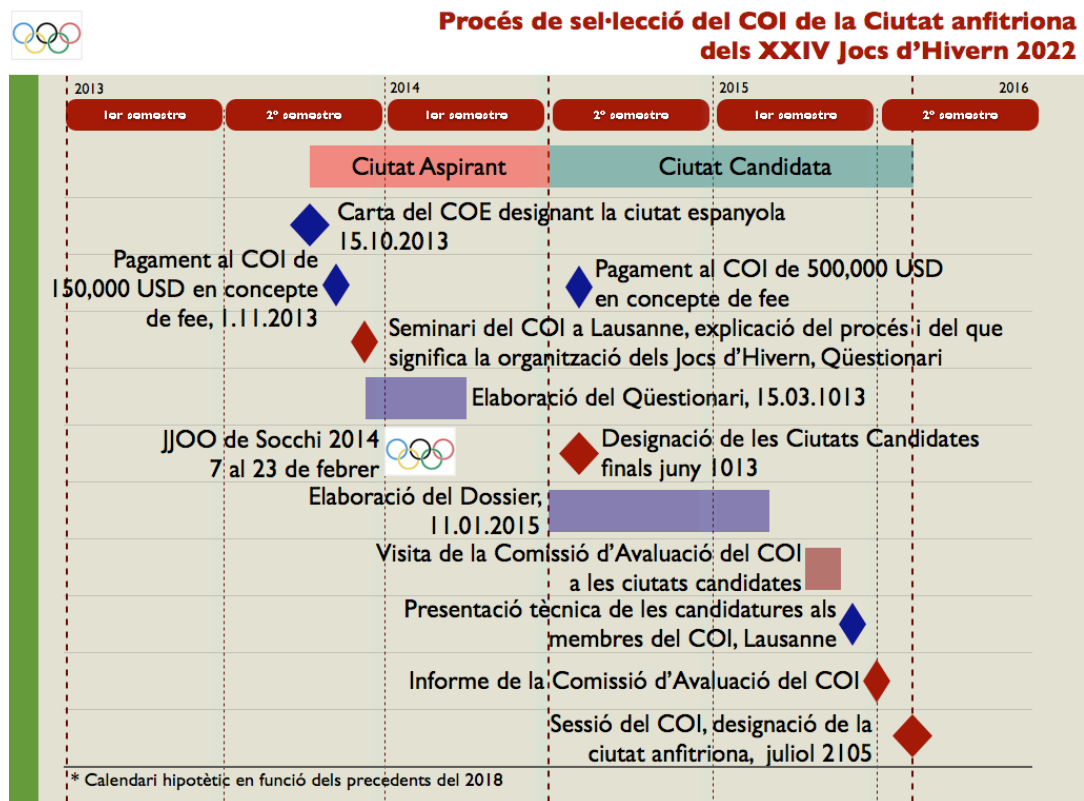 Procés de sel·lecció del COI de la Ciutat anfitriona
dels XXIV Jocs d'Hivern 2022
2013
2014
2015
2016
1er semestre
2º semestre
1er semestre
2º semestre
1er semestre
2º semestre
Ciutat Aspirant
Ciutat Candidata
Carta del COE designant la ciutat espanyola
15.10.2013
Pagament al COI de
150,000 USD en concepte
de fee, 1.11.2013
Pagament al COI de 500,000 USD
en concepte de fee
Seminari del COI a Lausanne, explicació del procés i del que
significa la organització dels Jocs d'Hivern, Qüestionari
Elaboració del Qüestionari, 15.03.1013
JJOO de Socchi 2014
7 al 23 de febrer
Designació de les Ciutats Candidates
finals juny 1013
Elaboració del Dossier,
11.01.2015
Visita de la Comissió d'Avaluació del COI
a les ciutats candidates
Presentació tècnica de les candidatures als
membres del COI, Lausanne
Informe de la Comissió d'Avaluació del COI
Sessió del COI, designació de la
ciutat anfitriona, juliol 2105
* Calendari hipotètic en funció dels precedents del 2018